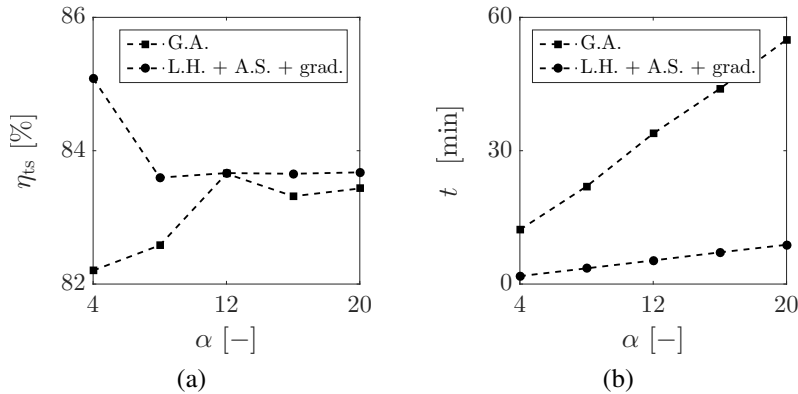 86
84
82
η_ts [%]
G.A.
L.H. + A.S. + grad.
4 12 20
α [−]
(a)
60
30
0
t [min]
G.A.
L.H. + A.S. + grad.
4 12 20
α [−]
(b)